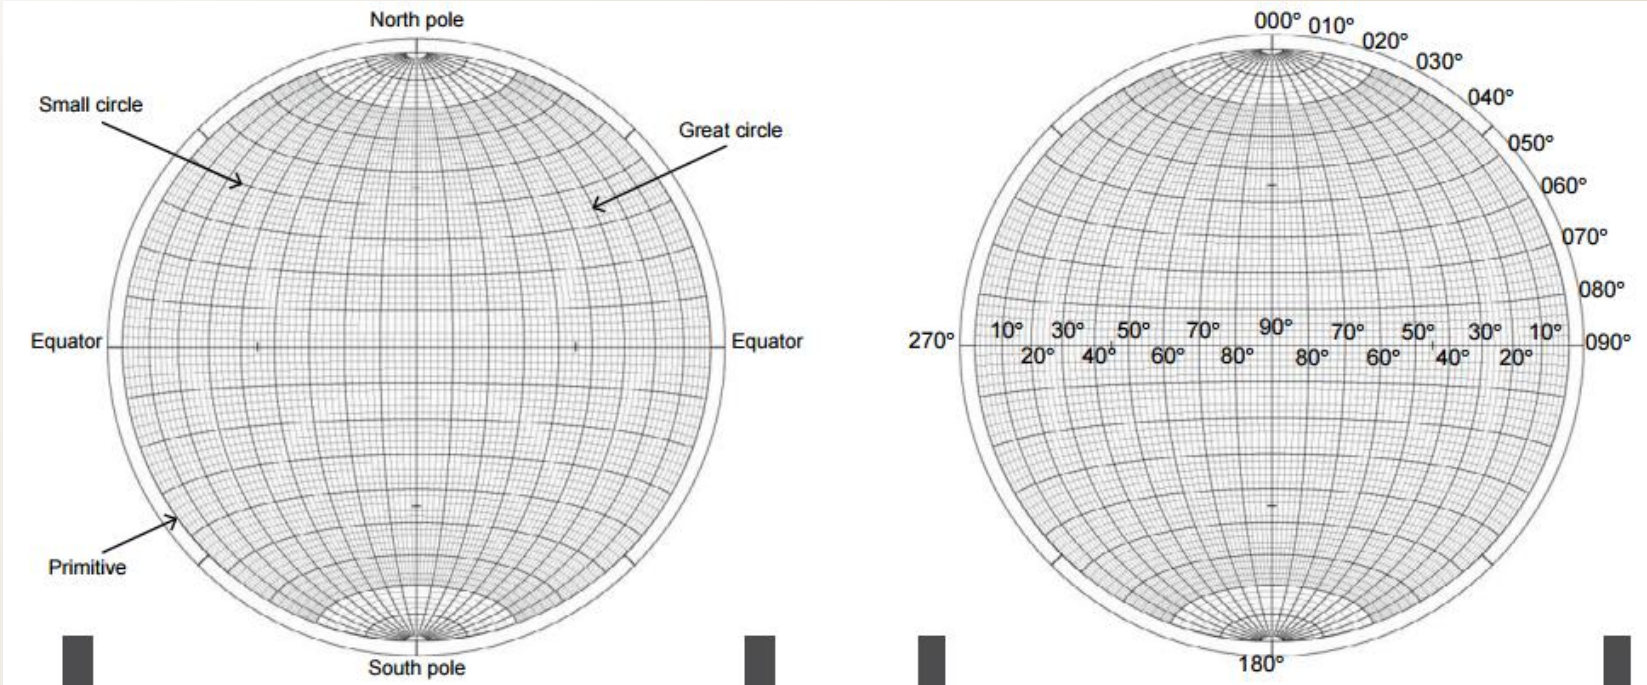 North pole
Small circle
Great circle
Equator
Equator
Primitive
South pole
000° 010° 020°
030°
040°
050°
060°
070°
080°
270° 10° 30° 50° 70° 90° 70° 50° 30° 10° 090°
20° 40° 60° 80° 80° 60° 40° 20°
180°